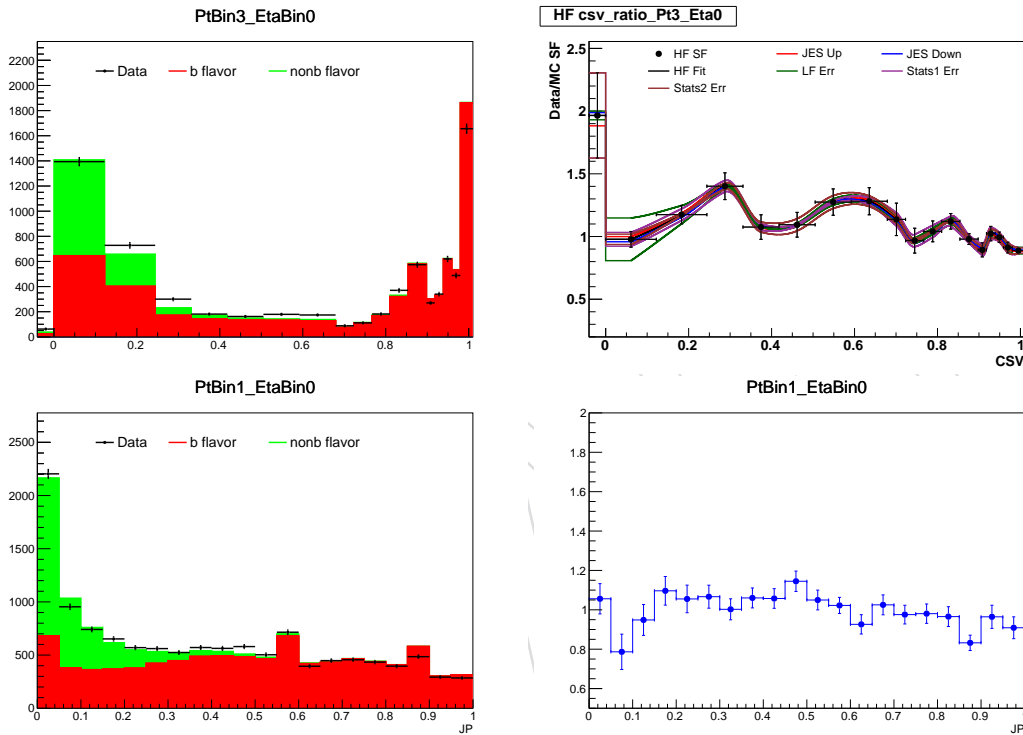 PtBin3_EtaBin0
Data
b flavor
nonb flavor
2200
2000
1800
1600
1400
1200
1000
800
600
400
200
0
0 0.2 0.4 0.6 0.8 1
HF csv_ratio_Pt3_Eta0
Data/MC SF
HF SF JES Up JES Down
HF Fit LF Err Stats1 Err
Stats2 Err
2.5
2
1.5
1
0.5
0 0.2 0.4 0.6 0.8 1
CSV
PtBin1_EtaBin0
Data b flavor nonb flavor
2500
2000
1500
1000
500
0
0 0.1 0.2 0.3 0.4 0.5 0.6 0.7 0.8 0.9 1
JP
PtBin1_EtaBin0
2
1.8
1.6
1.4
1.2
1
0.8
0.6
0 0.1 0.2 0.3 0.4 0.5 0.6 0.7 0.8 0.9 1
JP